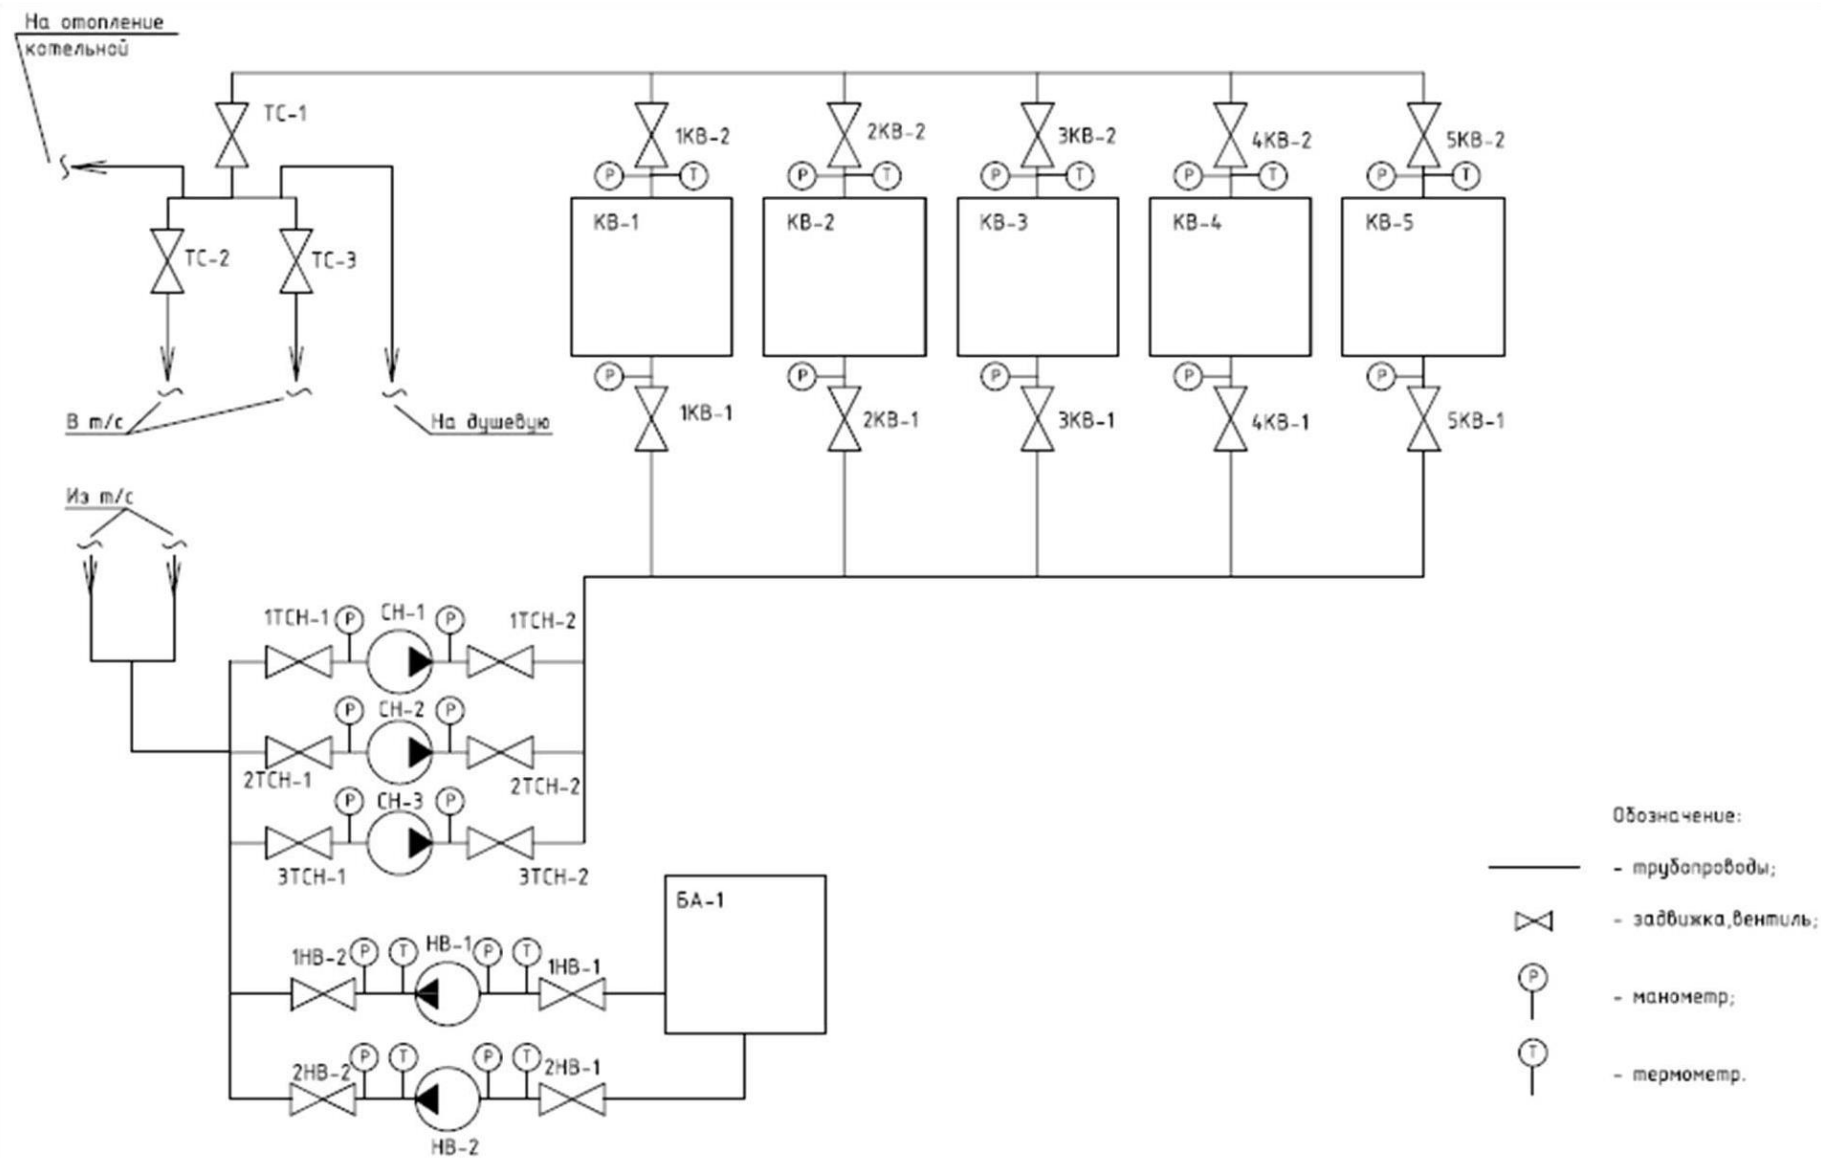 На отопление
котельной
ТС-1
1КВ-2
2КВ-2
3КВ-2
4КВ-2
5КВ-2
Р
Т
Р
Т
Р
Т
Р
Т
Р
Т
КВ-1
КВ-2
КВ-3
КВ-4
КВ-5
ТС-2
ТС-3
Р
Р
Р
Р
Р
В т/с
На душевую
1КВ-1
2КВ-1
3КВ-1
4КВ-1
5КВ-1
Из т/с
1ТСН-1
Р
СН-1
Р
1ТСН-2
Р
СН-2
Р
2ТСН-1
2ТСН-2
Р
СН-3
Р
3ТСН-1
3ТСН-2
БА-1
1НВ-2
Р
Т
НВ-1
Р
Т
1НВ-1
2НВ-2
Р
Т
Р
Т
2НВ-1
НВ-2
Обозначение:
- трубопроводы;
- задвижка,вентиль;
Р
- манометр;
Т
- термометр.